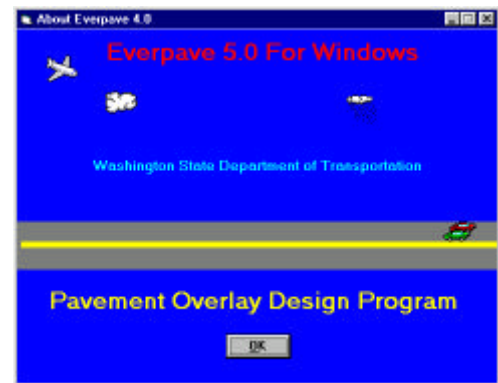 About Everpave 4.0
Everpave 5.0 For Windows
Washington State Department of Transportation
Pavement Overlay Design Program
OK